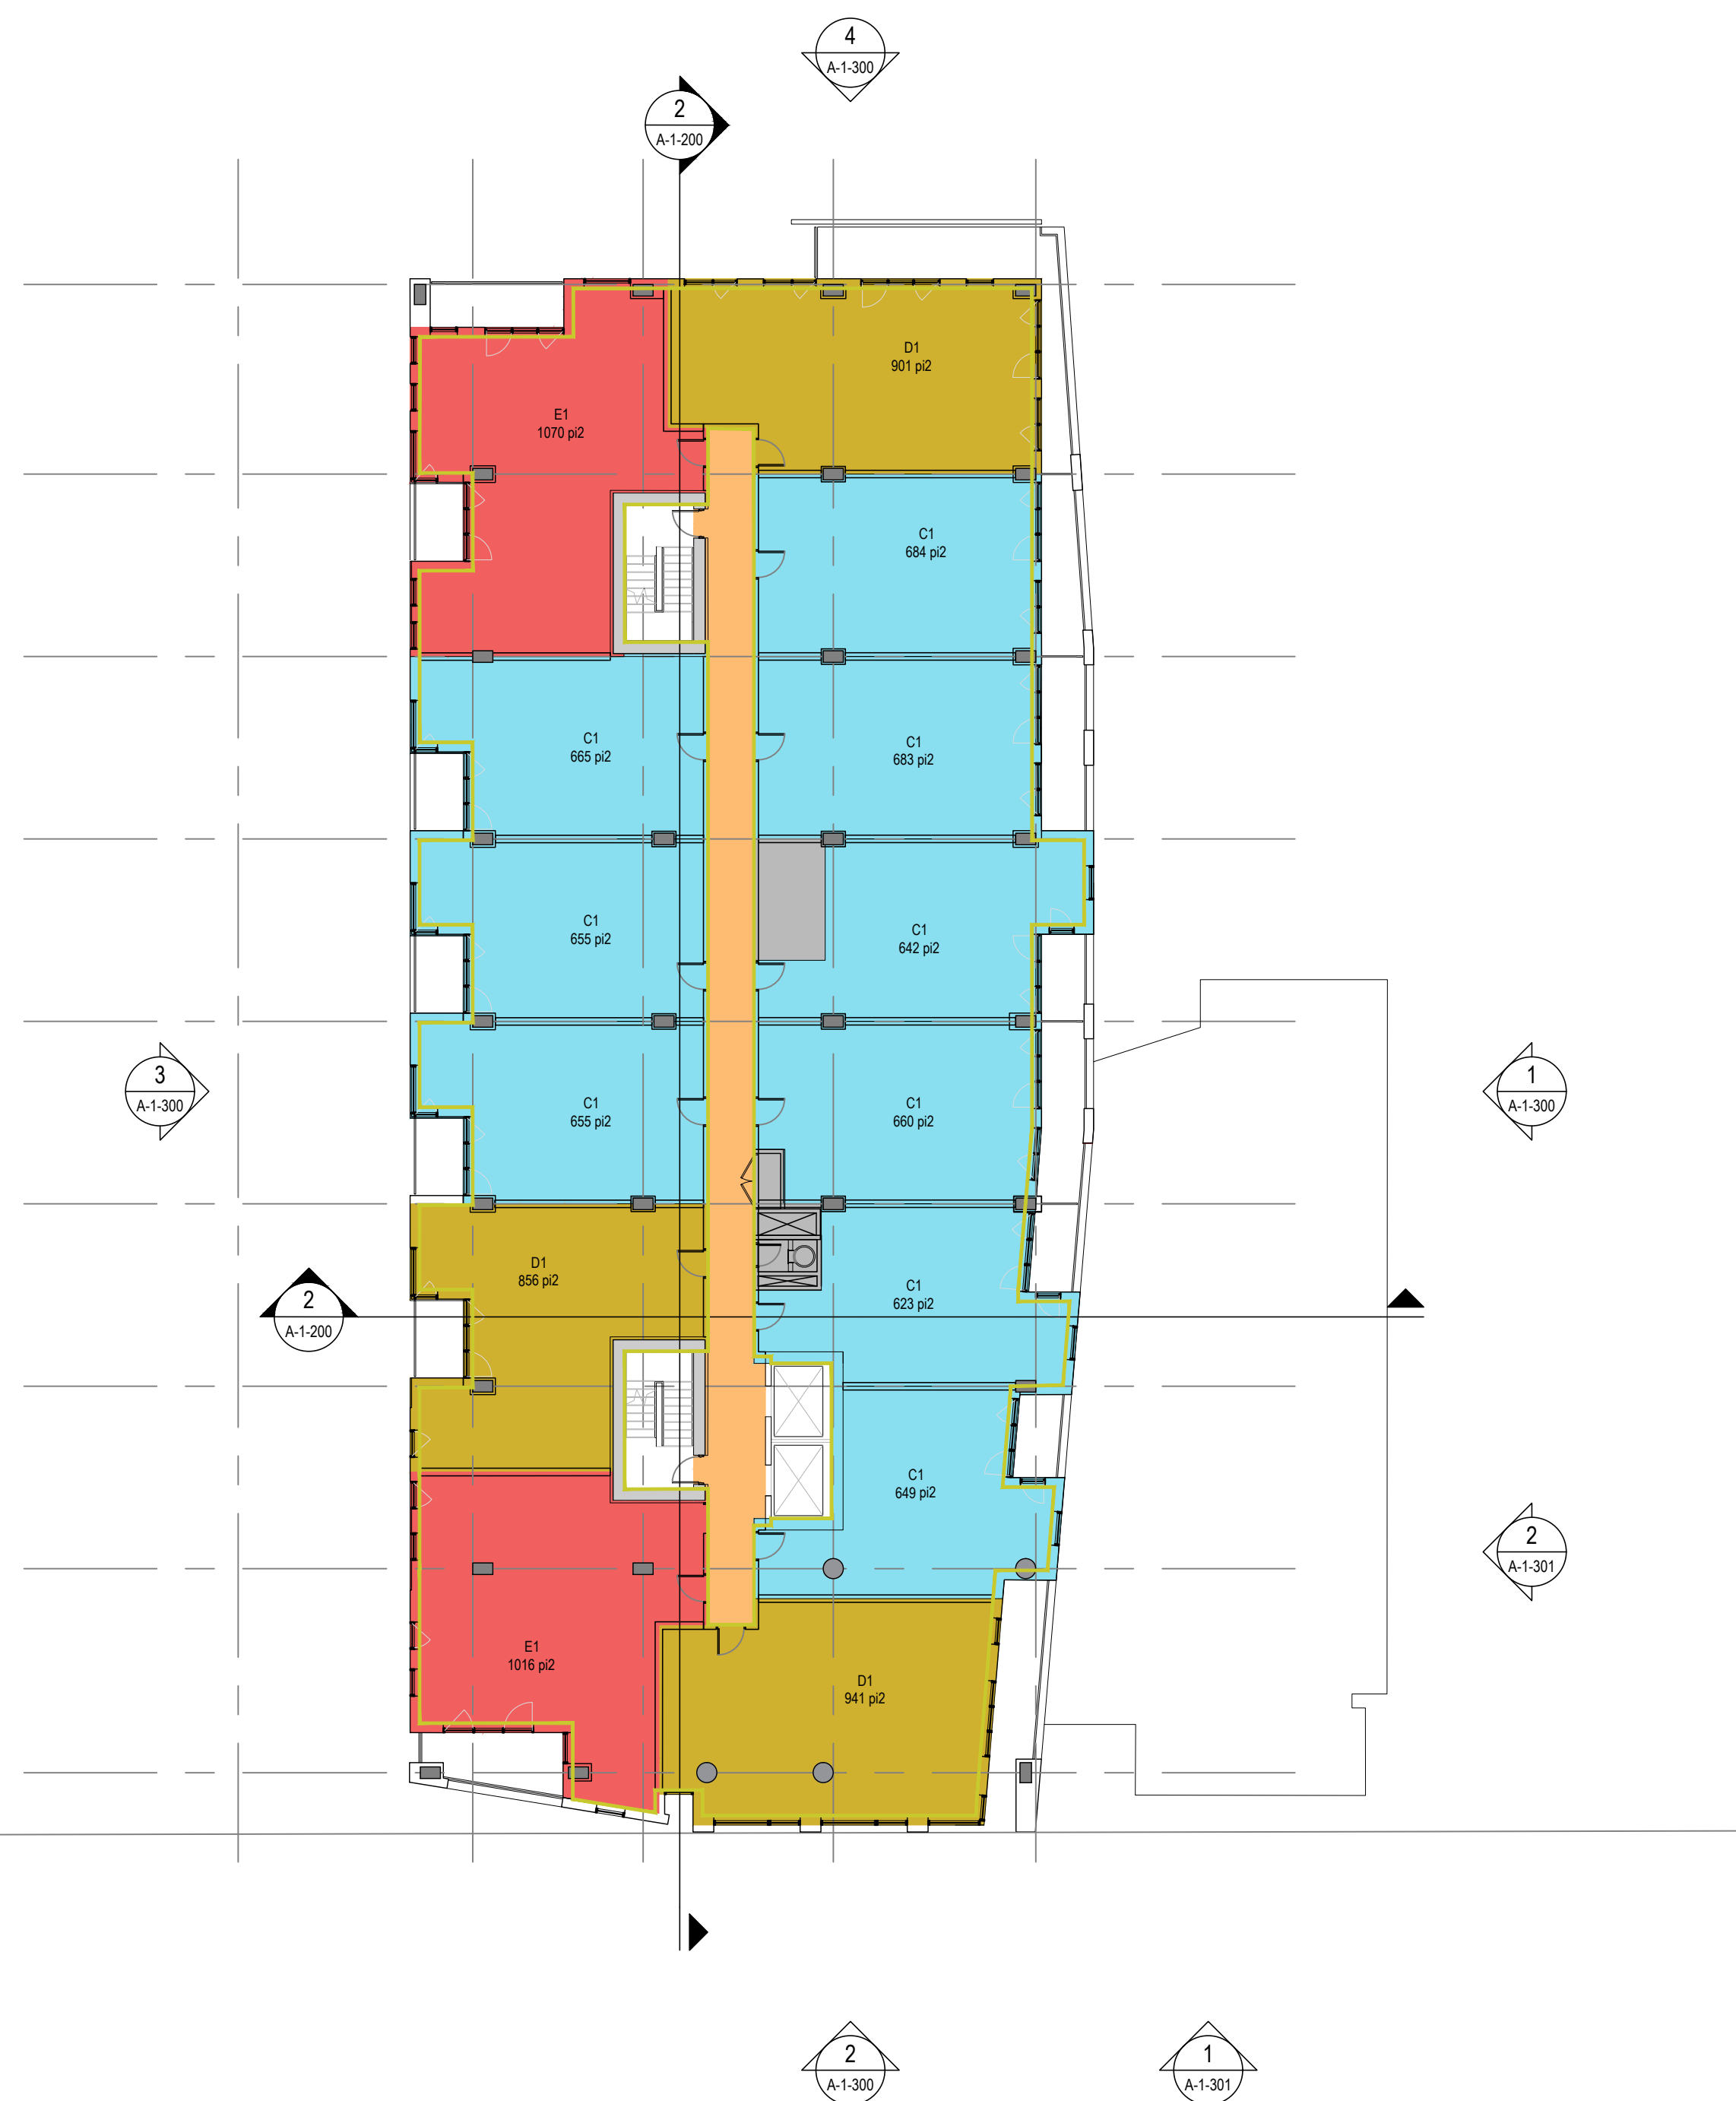 4
A-1-300
2
A-1-200
D1
901 pi2
E1
1070 pi2
C1
684 pi2
C1
665 pi2
C1
683 pi2
C1
655 pi2
C1
642 pi2
3
A-1-300
C1
655 pi2
C1
660 pi2
1
A-1-300
D1
856 pi2
2
A-1-200
C1
623 pi2
C1
649 pi2
2
A-1-301
E1
1016 pi2
D1
941 pi2
2
A-1-300
1
A-1-301